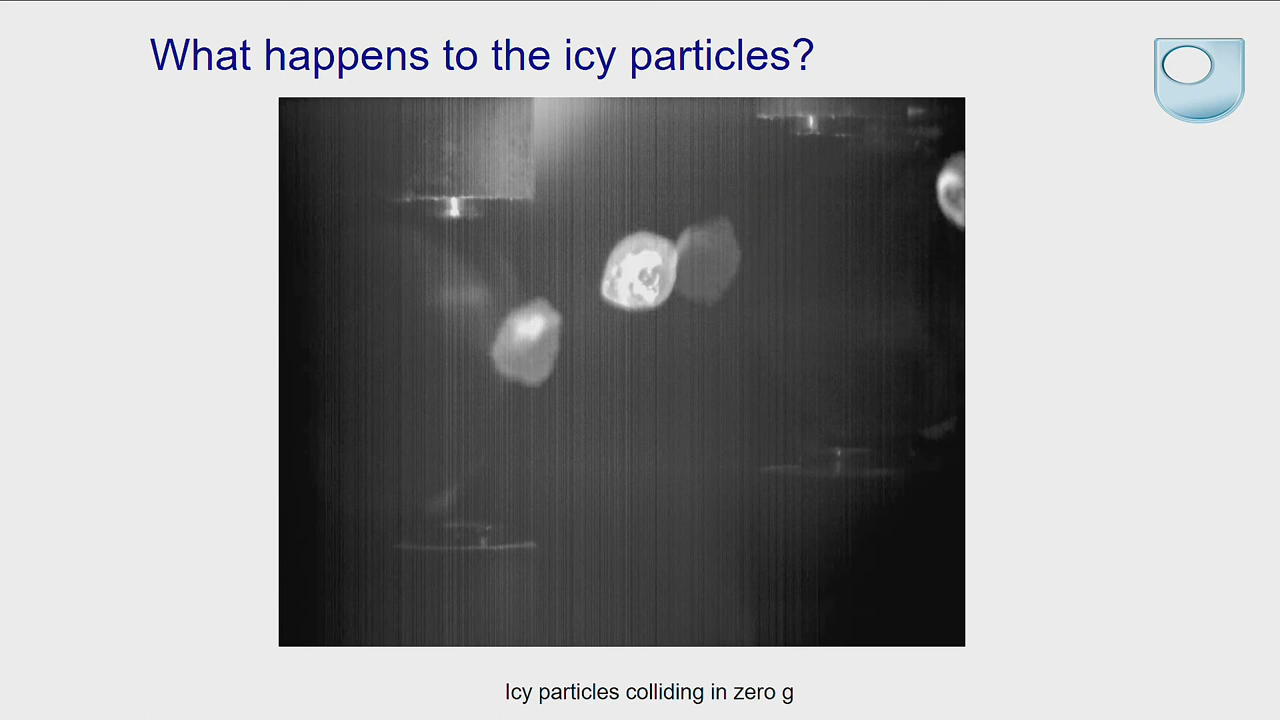 What happens to the icy particles?
Icy particles colliding in zero g